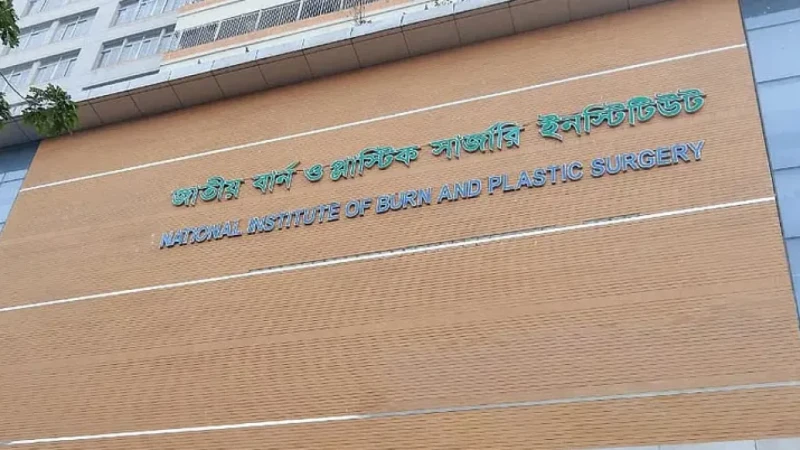 জাতীয় বার্ন ও প্লাস্টিক সার্জারি ইনস্টিটিউট
NATIONAL INSTITUTE OF BURN AND PLASTIC SURGERY